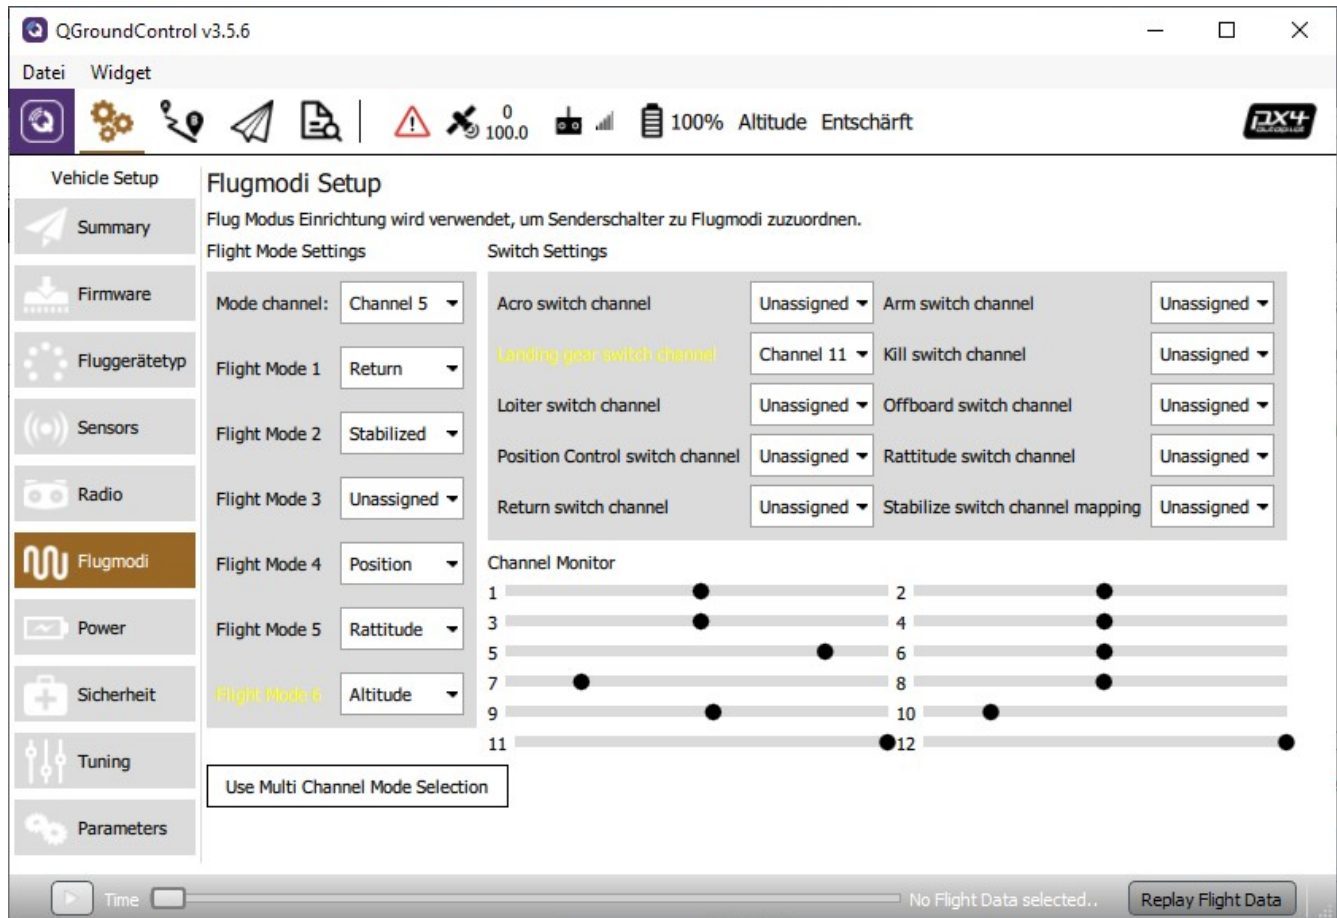 QGroundControl v3.5.6
Datei Widget
0
100.0
100% Altitude Entschärft
px4
autopilot
Vehicle Setup
Summary
Firmware
Fluggerätetyp
Sensors
Radio
Flugmodi
Power
Sicherheit
Tuning
Parameters
Flugmodi Setup
Flug Modus Einrichtung wird verwendet, um Senderschalter zu Flugmodi zuzuordnen.
Flight Mode Settings
Mode channel: Channel 5
Flight Mode 1 Return
Flight Mode 2 Stabilized
Flight Mode 3 Unassigned
Flight Mode 4 Position
Flight Mode 5 Rattitude
Flight Mode 6 Altitude
Use Multi Channel Mode Selection
Switch Settings
Acro switch channel Unassigned Arm switch channel Unassigned
Landing gear switch channel Channel 11 Kill switch channel Unassigned
Loiter switch channel Unassigned Offboard switch channel Unassigned
Position Control switch channel Unassigned Rattitude switch channel Unassigned
Return switch channel Unassigned Stabilize switch channel mapping Unassigned
Channel Monitor
1 2
3 4
5 6
7 8
9 10
11 12
Time No Flight Data selected.. Replay Flight Data